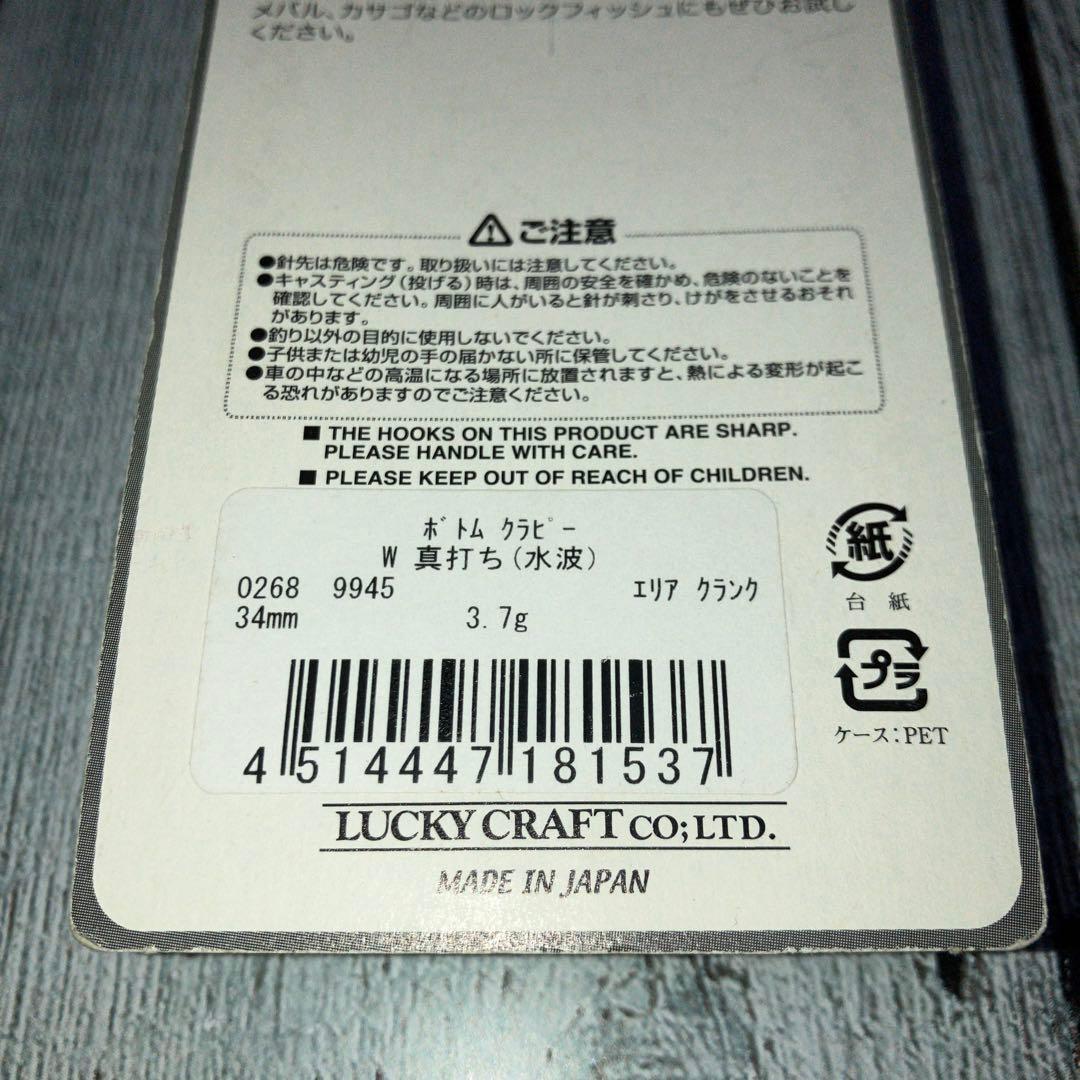 メバル、カサゴなどのロックフィッシュにもぜひお試し
ください。
ご注意
●針先は危険です。取り扱いには注意してください。
●キャスティング(投げる)時は、周囲の安全を確かめ、危険のないことを
確認してください。周囲に人がいると針が刺さり、けがをさせるおそれ
があります。
●釣り以外の目的に使用しないでください。
●子供または幼児の手の届かない所に保管してください。
●車の中などの高温になる場所に放置されますと、熱による変形が起こ
る恐れがありますのでご注意ください。
■ THE HOOKS ON THIS PRODUCT ARE SHARP.
PLEASE HANDLE WITH CARE.
■ PLEASE KEEP OUT OF REACH OF CHILDREN.
ﾎﾞﾄﾑ ｸﾗﾋﾟｰ
W 真打ち(水波)
0268 9945 ｴﾘｱ ｸﾗﾝｸ
34mm 3.7g
4 514447 181537
紙
台 紙
プラ
ケース:PET
LUCKY CRAFT CO;LTD.
MADE IN JAPAN